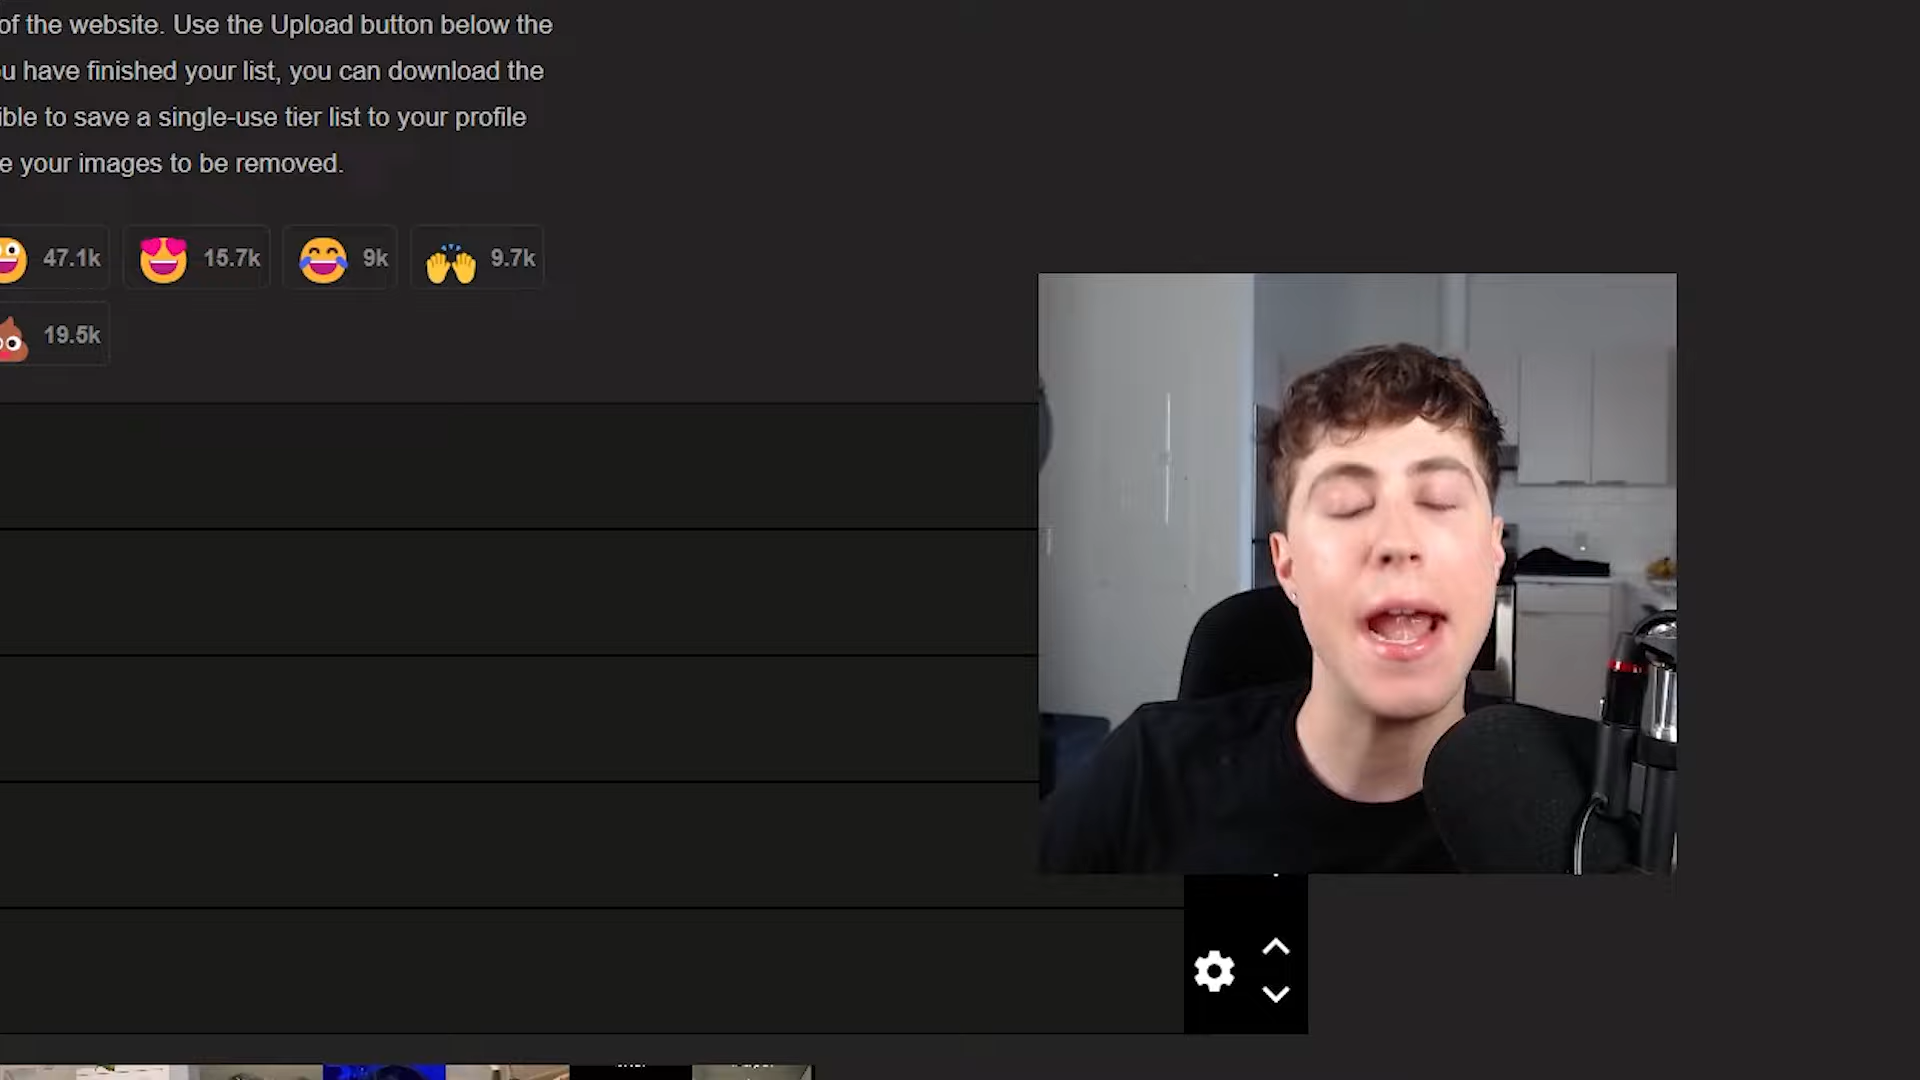 of the website. Use the Upload button below the
u have finished your list, you can download the
ible to save a single-use tier list to your profile
e your images to be removed.
47.1k 15.7k 9k 9.7k
19.5k